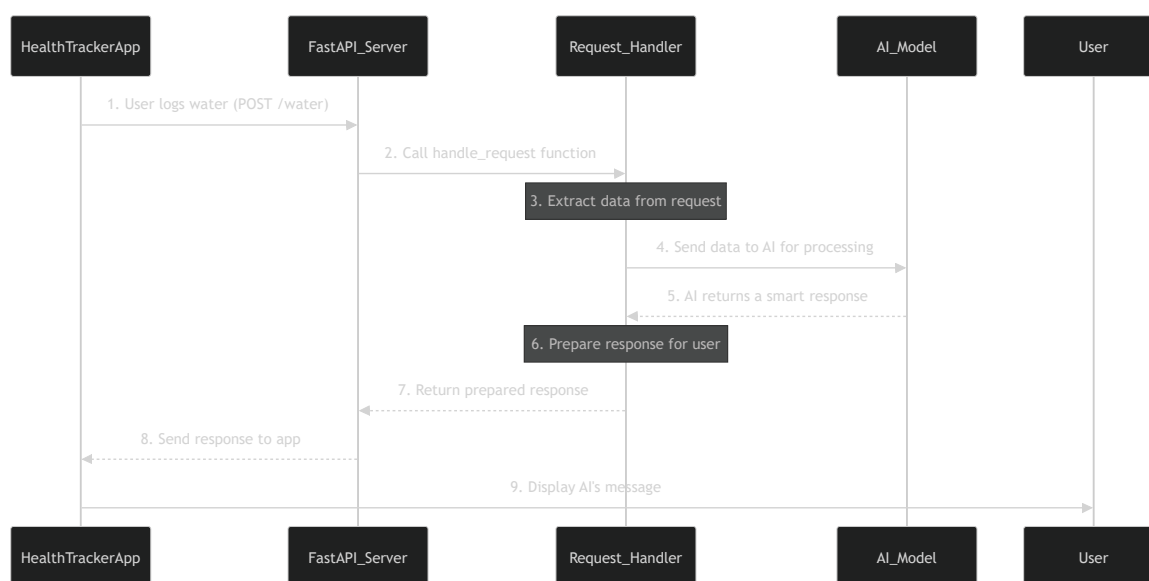 HealthTrackerApp
FastAPI_Server
Request_Handler
AI_Model
User
1. User logs water (POST /water)
2. Call handle_request function
3. Extract data from request
4. Send data to AI for processing
5. AI returns a smart response
6. Prepare response for user
7. Return prepared response
8. Send response to app
9. Display AI's message
HealthTrackerApp
FastAPI_Server
Request_Handler
AI_Model
User